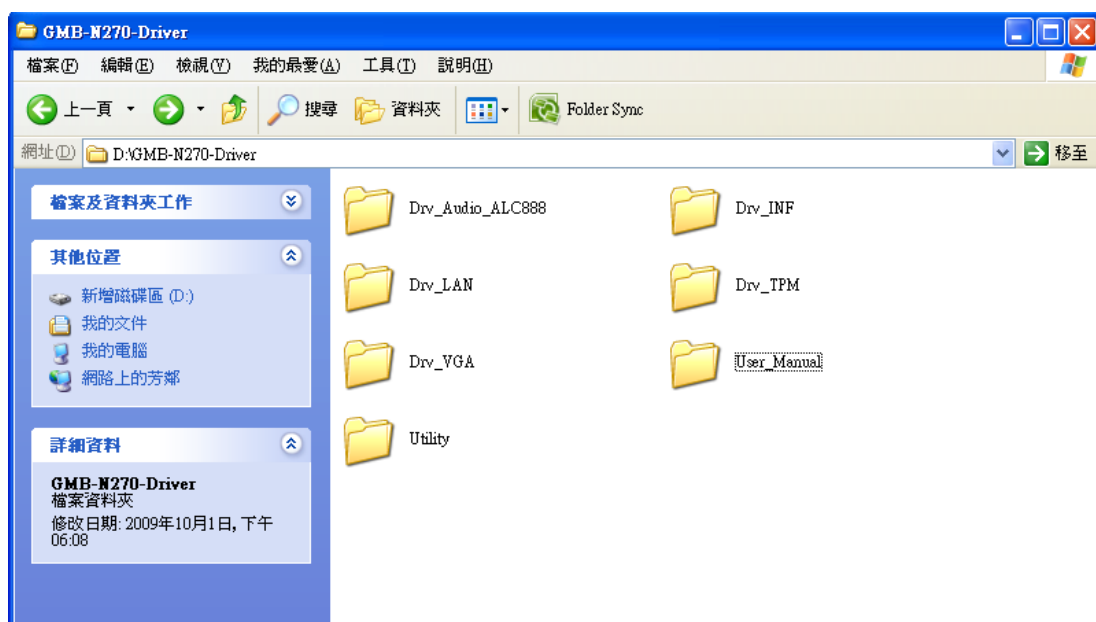 GMB-N270-Driver
檔案(F) 編輯(E) 檢視(V) 我的最愛(A) 工具(T) 說明(H)
上一頁 搜尋 資料夾 Folder Sync
網址(D) D:\GMB-N270-Driver 移至
檔案及資料夾工作
其他位置
新增磁碟區 (D:)
我的文件
我的電腦
網路上的芳鄰
詳細資料
GMB-N270-Driver
檔案資料夾
修改日期: 2009年10月1日, 下午
06:08
Drv_Audio_ALC888 Drv_INF
Drv_LAN Drv_TPM
Drv_VGA User_Manual
Utility